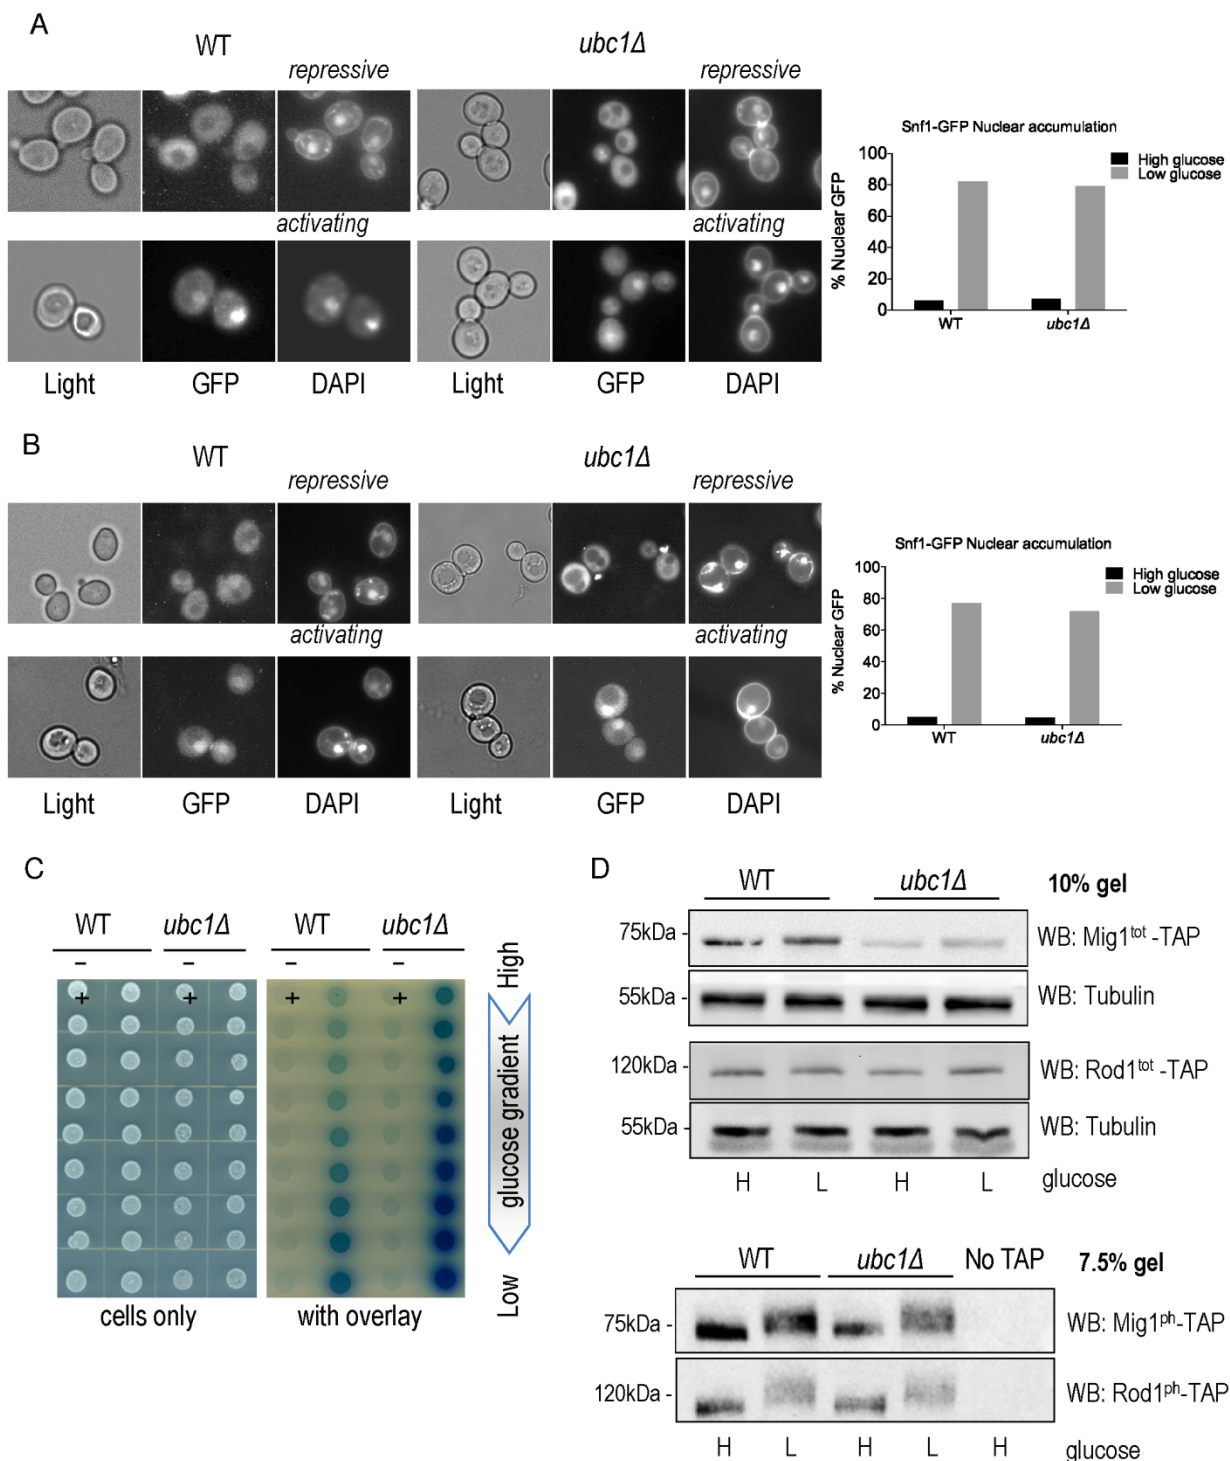 A
WT
ubc1Δ
repressive
repressive
activating
activating
Light
GFP
DAPI
Light
GFP
DAPI
Snf1-GFP Nuclear accumulation
High glucose
Low glucose
% Nuclear GFP
100
80
60
40
20
0
WT
ubc1Δ
B
WT
ubc1Δ
repressive
repressive
activating
activating
Light
GFP
DAPI
Light
GFP
DAPI
Snf1-GFP Nuclear accumulation
High glucose
Low glucose
% Nuclear GFP
100
80
60
40
20
0
WT
ubc1Δ
C
WT ubc1Δ WT ubc1Δ
– – – –
+ + + +
cells only
with overlay
High
glucose gradient
Low
D
WT ubc1Δ 10% gel
75kDa - WB: Mig1tot -TAP
55kDa - WB: Tubulin
120kDa - WB: Rod1tot -TAP
55kDa - WB: Tubulin
H L H L glucose
WT ubc1Δ No TAP 7.5% gel
75kDa - WB: Mig1ph-TAP
120kDa - WB: Rod1ph-TAP
H L H L H glucose